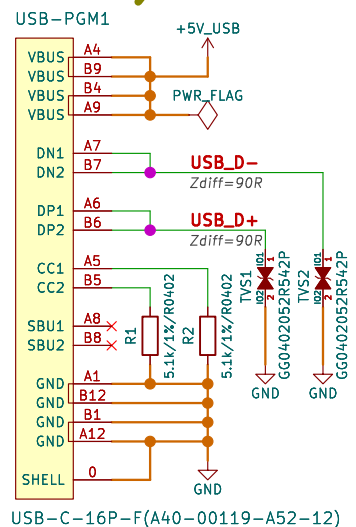 USB-PGM1
+5V_USB
VBUS A4
VBUS B9
VBUS B4
VBUS A9
PWR_FLAG
DN1 A7
DN2 B7
USB_D-
Zdiff=90R
DP1 A6
DP2 B6
USB_D+
Zdiff=90R
CC1 A5
CC2 B5
SBU1 A8
SBU2 B8
R1
5.1k/1%/R0402
R2
5.1k/1%/R0402
TVS1
IO1 1
IO2 2
GG0402052R542P
TVS2
IO1 1
IO2 2
GG0402052R542P
GND
GND
GND A1
GND B12
GND B1
GND A12
SHELL 0
GND
USB-C-16P-F(A40-00119-A52-12)